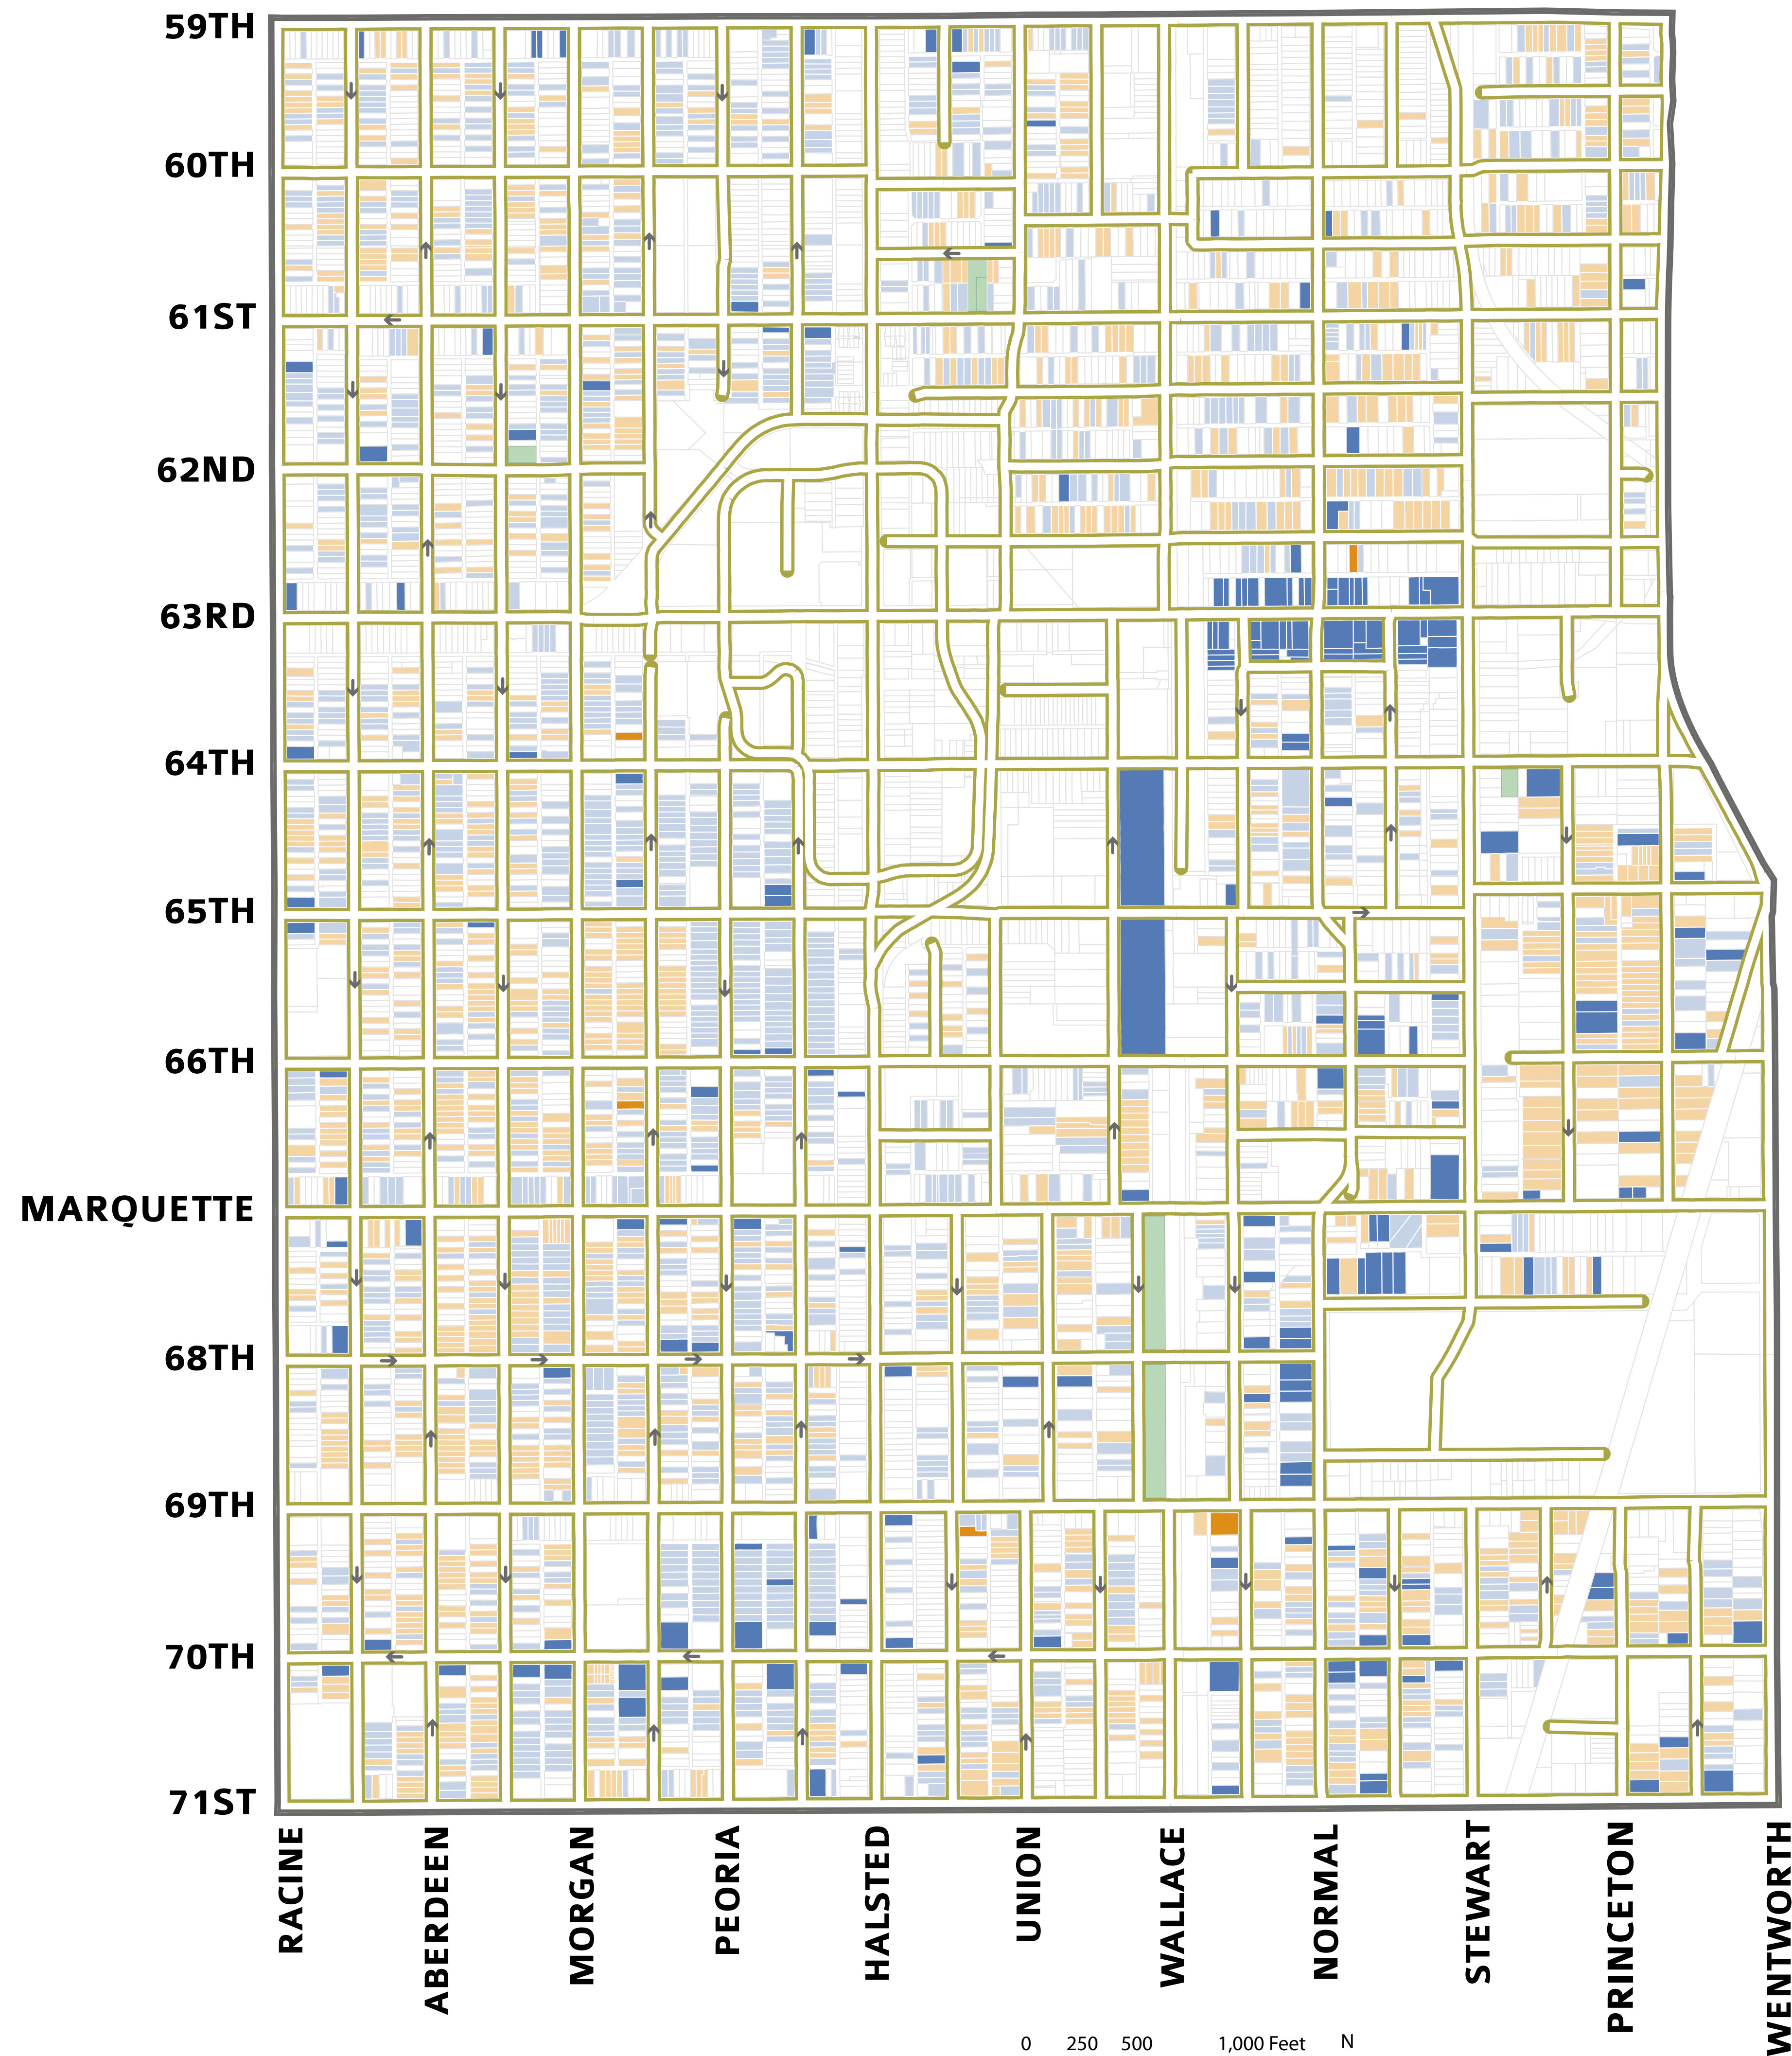 59TH
60TH
61ST
62ND
63RD
64TH
65TH
66TH
MARQUETTE
68TH
69TH
70TH
71ST
RACINE
ABERDEEN
MORGAN
PEORIA
HALSTED
UNION
WALLACE
NORMAL
STEWART
PRINCETON
WENTWORTH
0 250 500 1,000 Feet N